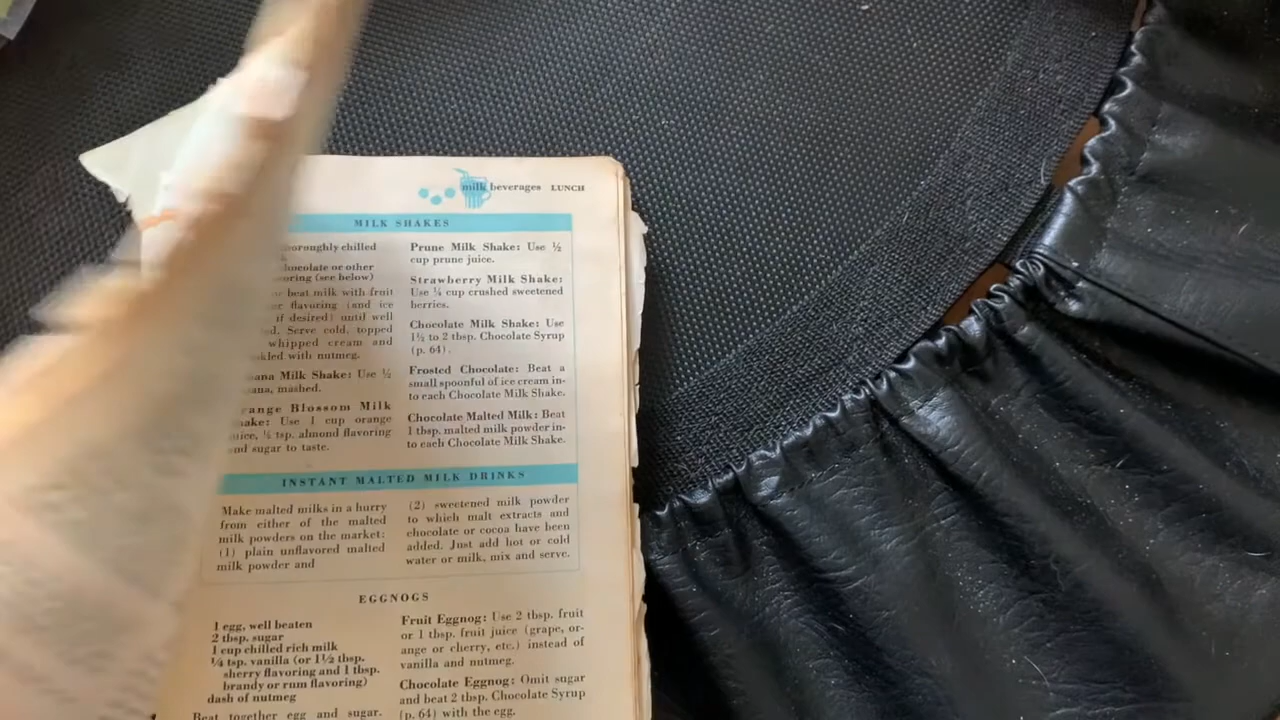 milk beverages LUNCH
MILK SHAKES
thoroughly chilled
chocolate or other
(see below)
beat milk with fruit
flavoring (and ice
if desired) until well
Serve cold, topped
whipped cream and
with nutmeg.
Milk Shake: Use ½
mashed.
Blossom Milk
Use 1 cup orange
juice, ⅛ tsp. almond flavoring
and sugar to taste.
Prune Milk Shake: Use ½
cup prune juice.
Strawberry Milk Shake:
Use ¼ cup crushed sweetened
berries.
Chocolate Milk Shake: Use
1½ to 2 tbsp. Chocolate Syrup
(p. 64).
Frosted Chocolate: Beat a
small spoonful of ice cream in-
to each Chocolate Milk Shake.
Chocolate Malted Milk: Beat
1 tbsp. malted milk powder in-
to each Chocolate Milk Shake.
INSTANT MALTED MILK DRINKS
Make malted milks in a hurry
from either of the malted
milk powders on the market:
(1) plain unflavored malted
milk powder and
(2) sweetened milk powder
to which malt extracts and
chocolate or cocoa have been
added. Just add hot or cold
water or milk, mix and serve.
EGGNOGS
1 egg, well beaten
2 tbsp. sugar
1 cup chilled rich milk
¼ tsp. vanilla (or 1½ tbsp.
sherry flavoring and 1 tbsp.
brandy or rum flavoring)
dash of nutmeg
Beat together egg and sugar.
Fruit Eggnog: Use 2 tbsp. fruit
or 1 tbsp. fruit juice (grape, or-
ange or cherry, etc.) instead of
vanilla and nutmeg.
Chocolate Eggnog: Omit sugar
and beat 2 tbsp. Chocolate Syrup
(p. 64) with the egg.